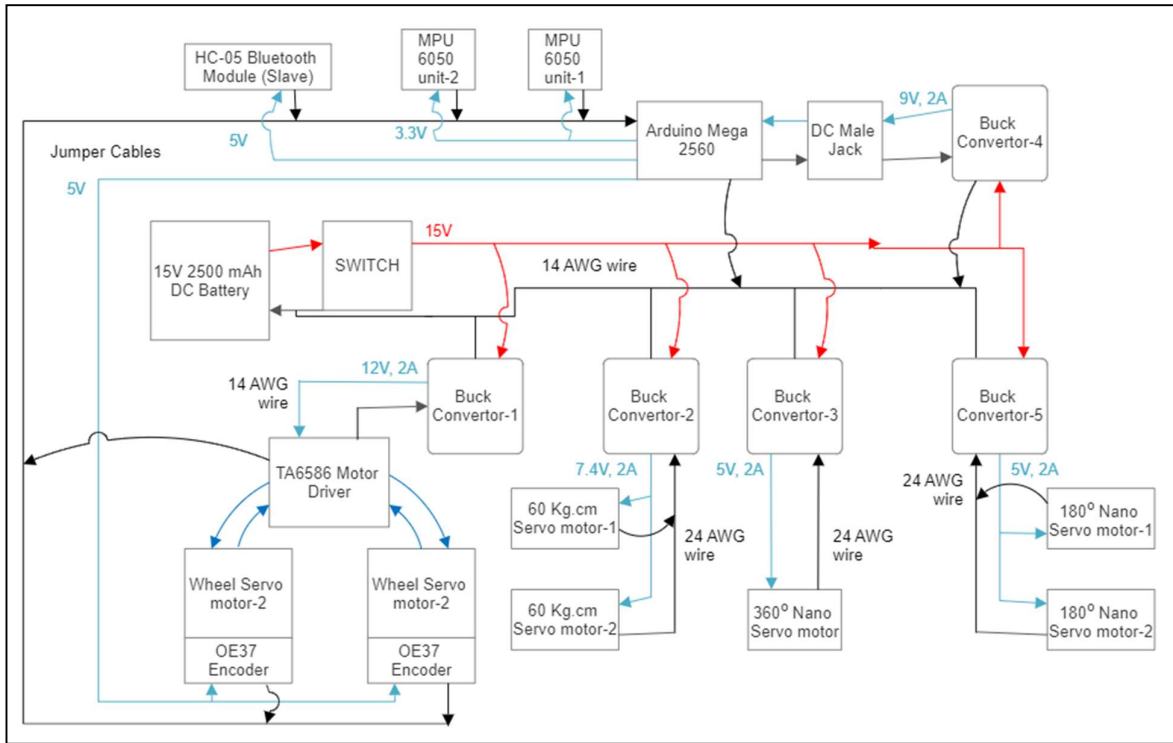 HC-05 Bluetooth
Module (Slave)
MPU
6050
unit-2
MPU
6050
unit-1
9V, 2A
Buck
Convertor-4
Arduino Mega
2560
DC Male
Jack
3.3V
5V
Jumper Cables
5V
15V 2500 mAh
DC Battery
SWITCH
15V
14 AWG wire
12V, 2A
14 AWG
wire
Buck
Convertor-1
Buck
Convertor-2
Buck
Convertor-3
Buck
Convertor-5
TA6586 Motor
Driver
7.4V, 2A
5V, 2A
5V, 2A
24 AWG
wire
60 Kg.cm
Servo motor-1
24 AWG
wire
24 AWG
wire
180° Nano
Servo motor-1
Wheel Servo
motor-2
Wheel Servo
motor-2
60 Kg.cm
Servo motor-2
360° Nano
Servo motor
180° Nano
Servo motor-2
OE37
Encoder
OE37
Encoder